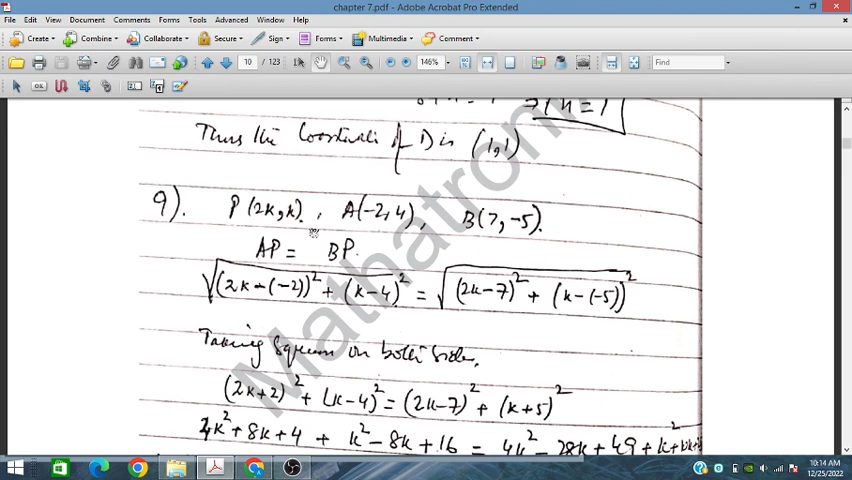 chapter 7.pdf - Adobe Acrobat Pro Extended
File Edit View Document Comments Forms Tools Advanced Window Help
Create Combine Collaborate Secure Sign Forms Multimedia Comment
10 / 123 146% Find
Thus the Coordinate of D is (1,1)
9). P(2k,k), A(-2,4), B(7,-5).
AP = BP.
√(2k-(-2))² + (k-4)² = √(2k-7)² + (k-(-5))²
Taking Square on both side.
(2k+2)² + (k-4)² = (2k-7)² + (k+5)²
4k² + 8k + 4 + k² - 8k + 16 = 4k² - 28k + 49 + k² +
Mathatron
10:14 AM
12/25/2022